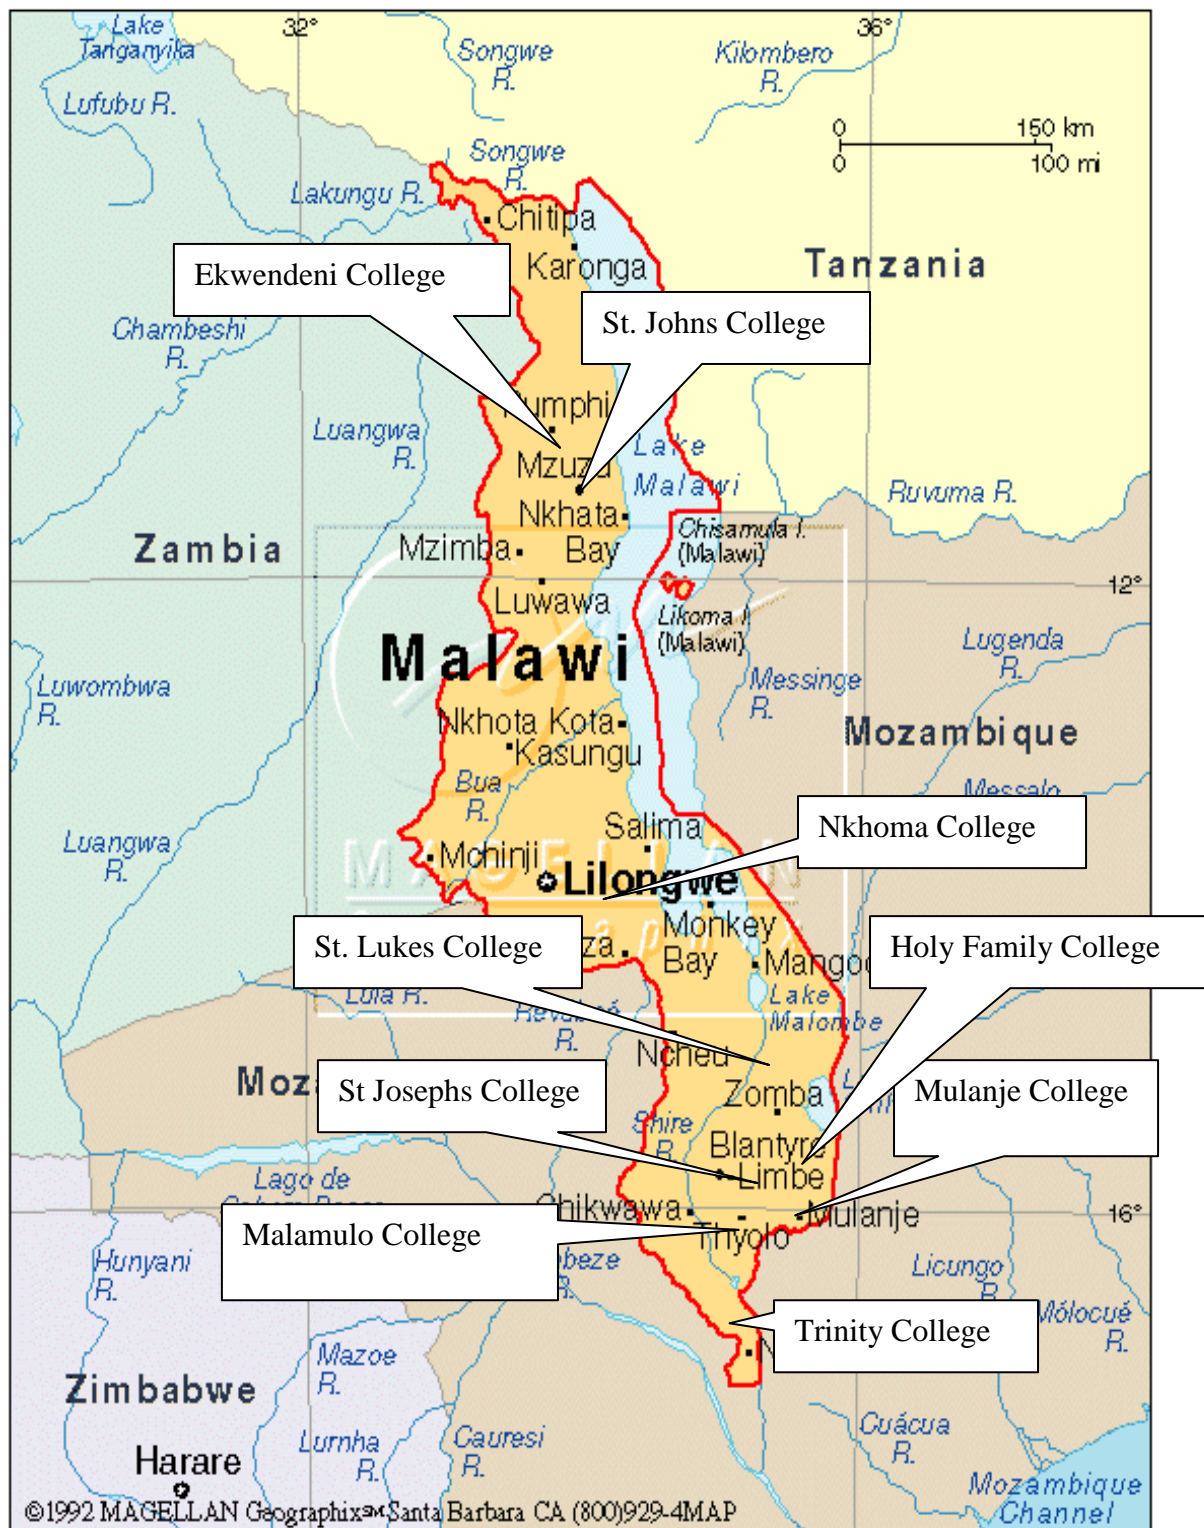 32°
36°
Lake
Tanganyika
Songwe
R.
Kilombero
R.
Lufubu R.
0 150 km
0 100 mi
Songwe
R.
Lakungu R.
Chitipa
Karonga
Tanzania
Ekwendeni College
St. Johns College
Chambeshi
R.
Luangwa
R.
Mzuzu
Lake
Malawi
Ruvuma R.
Nkhata
Bay
Chisamula I.
(Malawi)
Zambia
Mzimba
12°
Luwawa
Likoma I.
(Malawi)
Lugenda
R.
Malawi
Messinge
R.
Luwombwa
R.
Nkhota Kota
Mozambique
Kasungu
Bua
R.
Messalo
Nkhoma College
Salima
Luangwa
R.
Mchinji
Lilongwe
Monkey
Bay
St. Lukes College
Holy Family College
Lake
Malombe
R.
Ncheu
St Josephs College
Mulanje College
Zomba
Shire
R.
Blantyre
Limbe
Lago de
Malamulo College
Mulanje
16°
Thyolo
Hunyani
R.
R.
Licungo
R.
Mólocué
R.
Trinity College
Mazoe
R.
Zimbabwe
Lurnha
R.
Cauresi
R.
Cuácua
R.
Harare
Mozambique
Channel
©1992 MAGELLAN Geographix℠ Santa Barbara CA (800)929-4MAP